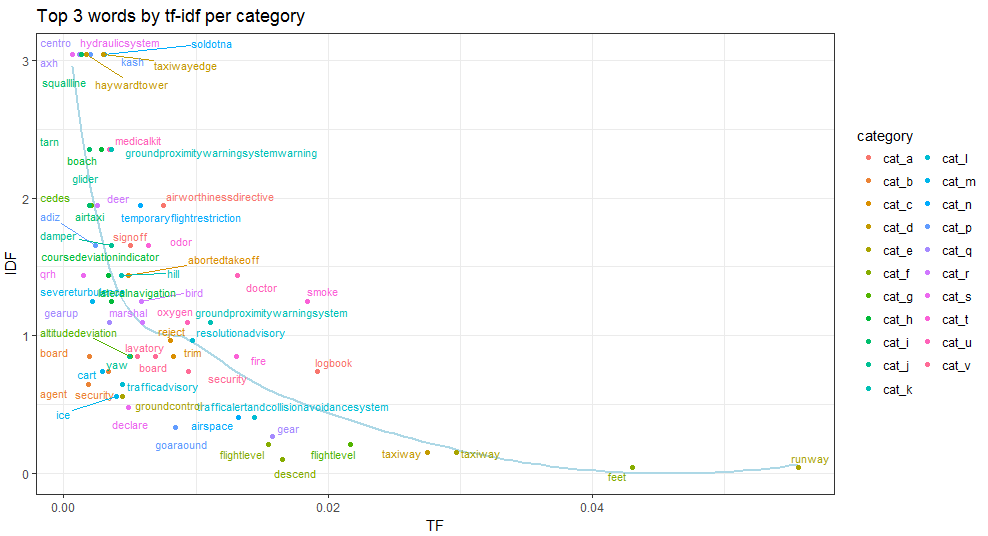 Top 3 words by tf-idf per category
centro hydraulicsystem soldotna
axh kash taxiwayedge
squallline haywardtower
tarn medicalkit
boach groundproximitywarningsystemwarning
glider
cedes deer airworthinessdirective
adiz airtaxi temporaryflightrestriction
damper signoff odor
coursedeviationindicator abortedtakeoff
qrh hill
doctor
severeturbulence lateralnavigation bird smoke
gearup marshal oxygen groundproximitywarningsystem
altitudedeviation reject resolutionadvisory
board lavatory trim
yaw board fire logbook
cart security
agent security trafficadvisory
ice groundcontrol trafficalertandcollisionavoidancesystem
declare airspace gear
goaround
flightlevel flightlevel taxiway taxiway runway
descend feet
3
2
1
0
IDF
0.00 0.02 0.04
TF
category
cat_a cat_l
cat_b cat_m
cat_c cat_n
cat_d cat_p
cat_e cat_q
cat_f cat_r
cat_g cat_s
cat_h cat_t
cat_i cat_u
cat_j cat_v
cat_k